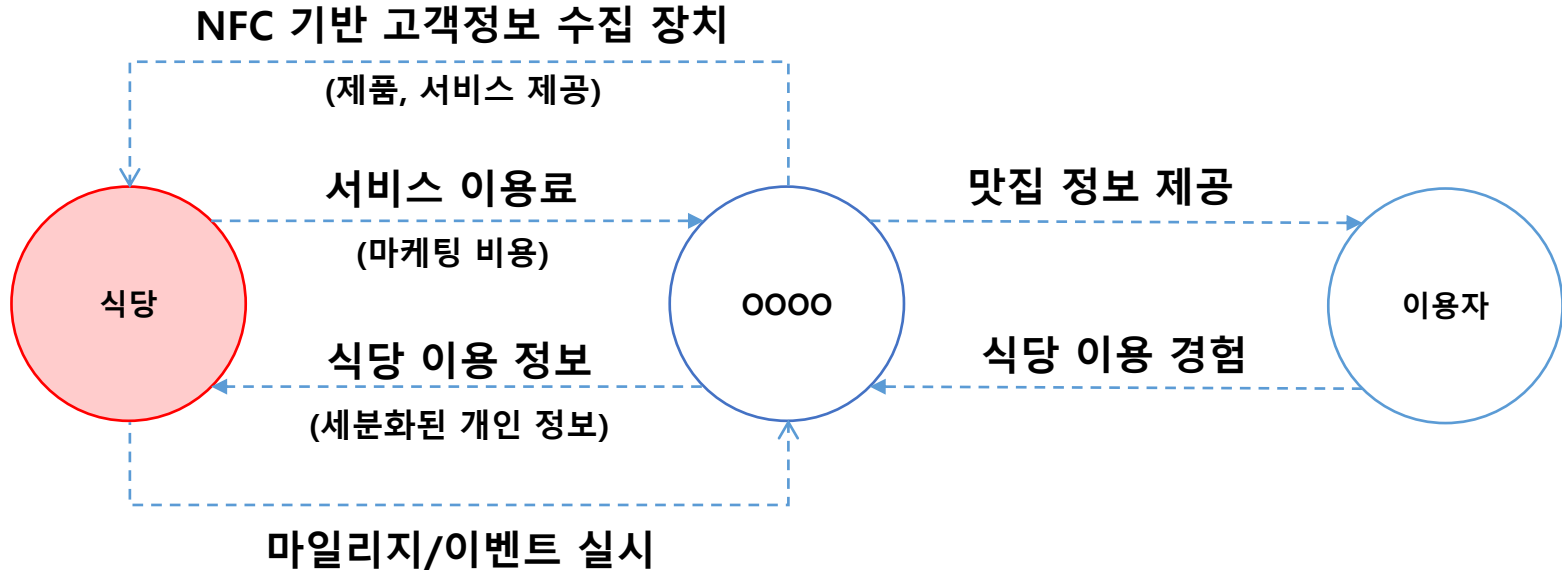 NFC 기반 고객정보 수집 장치
(제품, 서비스 제공)
서비스 이용료
(마케팅 비용)
맛집 정보 제공
식당
OOOO
이용자
식당 이용 정보
(세분화된 개인 정보)
식당 이용 경험
마일리지/이벤트 실시